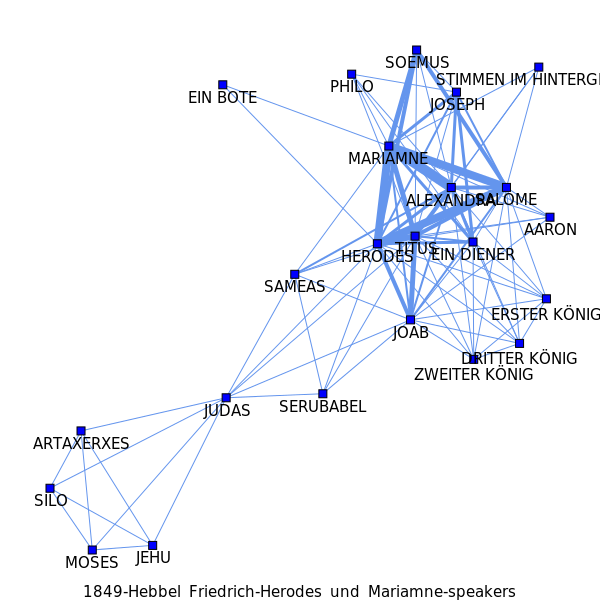 SOEMUS
STIMMEN IM HINTERG
PHILO
EIN BOTE
JOSEPH
MARIAMNE
ALEXANDRA
SALOME
AARON
TITUS
HERODES
EIN DIENER
SAMEAS
ERSTER KÖNIG
JOAB
DRITTER KÖNIG
ZWEITER KÖNIG
JUDAS
SERUBABEL
ARTAXERXES
SILO
MOSES
JEHU
1849-Hebbel Friedrich-Herodes und Mariamne-speakers